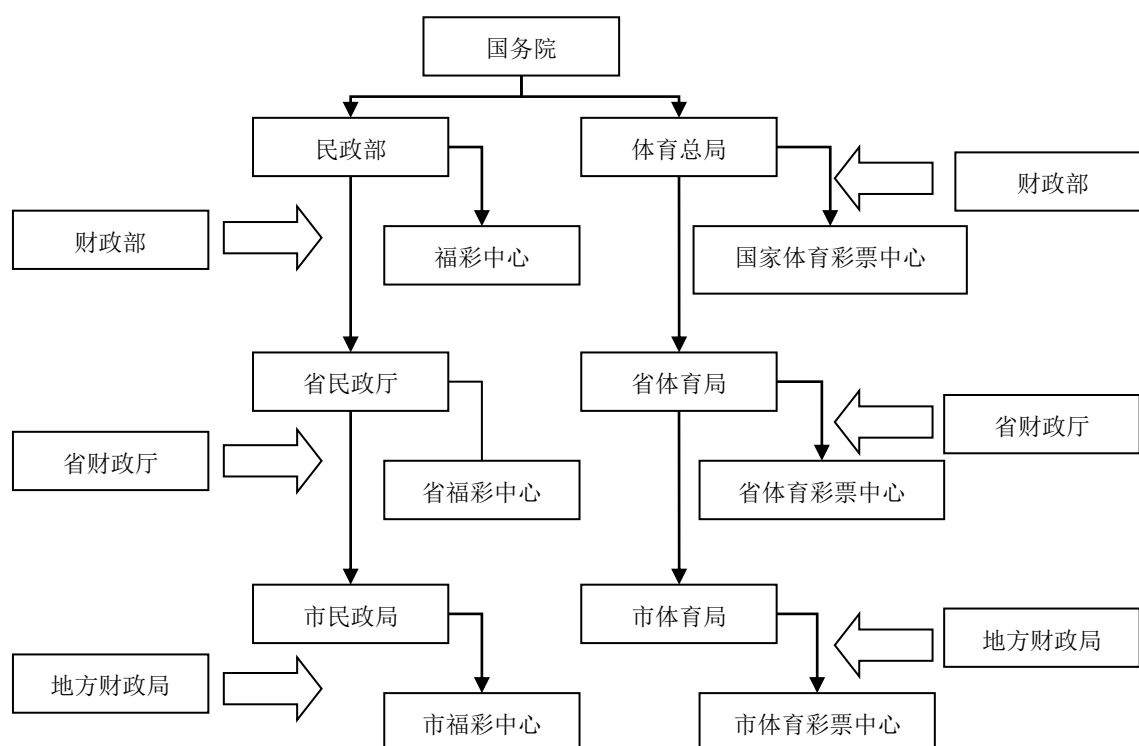 国务院
民政部
体育总局
财政部
财政部
福彩中心
国家体育彩票中心
省民政厅
省体育局
省财政厅
省财政厅
省福彩中心
省体育彩票中心
市民政局
市体育局
地方财政局
地方财政局
市福彩中心
市体育彩票中心